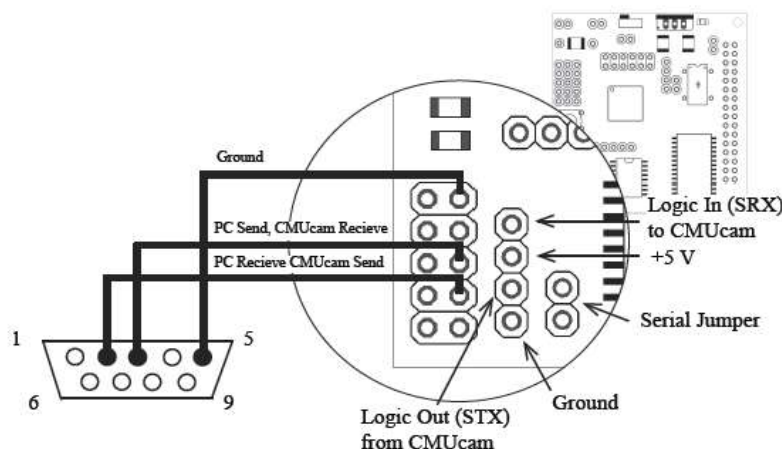 Ground
PC Send, CMUcam Recieve
PC Recieve CMUcam Send
Logic In (SRX)
to CMUcam
+5 V
Serial Jumper
1
5
6
9
Ground
Logic Out (STX)
from CMUcam